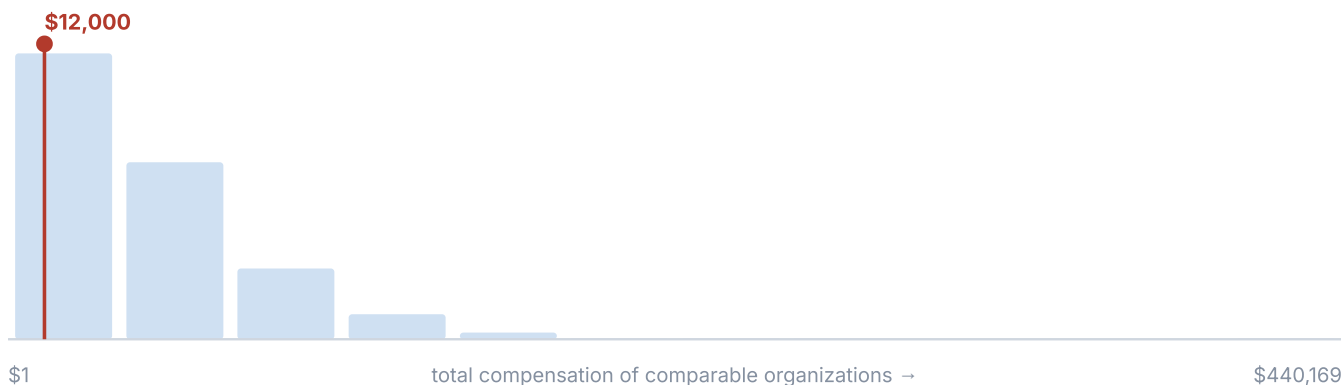 $12,000
$1 total compensation of comparable organizations → $440,169